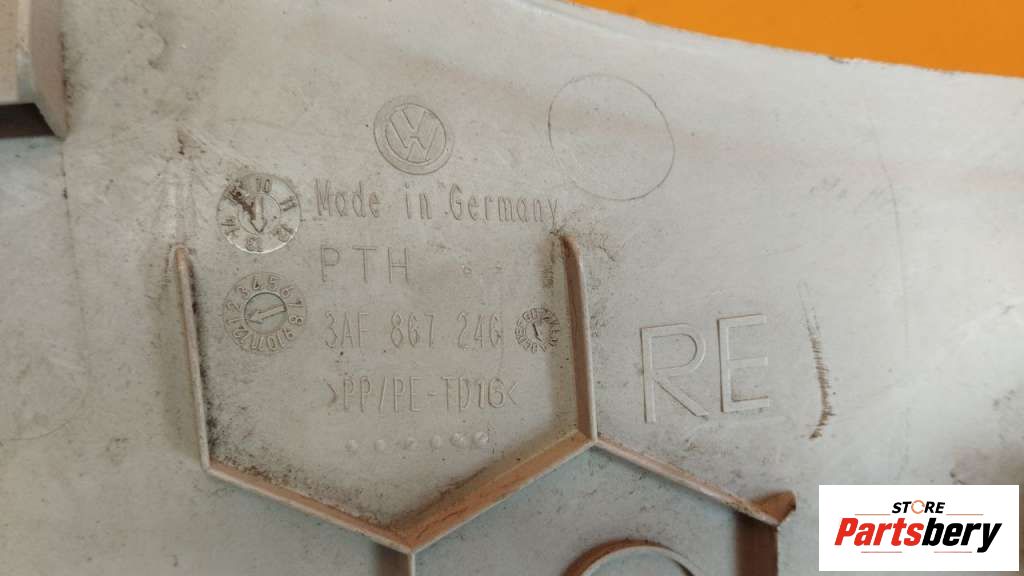 Made in Germany
PTH
3AF 867 246
>PP/PE-TD16<
RE
STORE
Partsbery